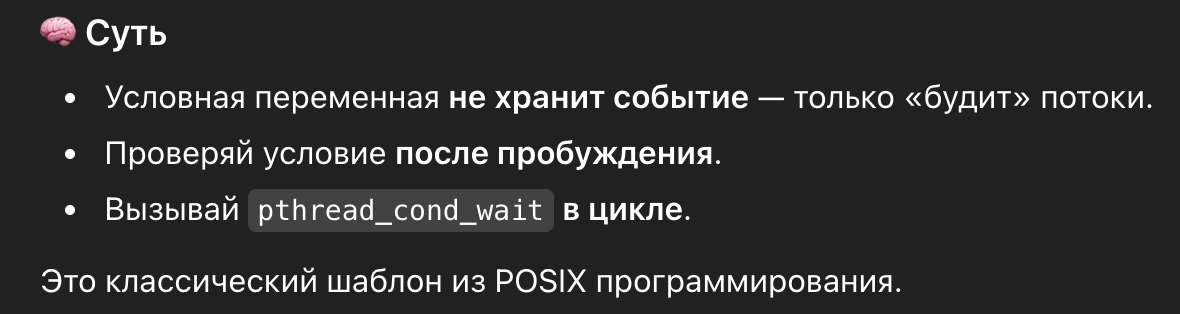 🧠 Суть
• Условная переменная не хранит событие — только «будит» потоки.
• Проверяй условие после пробуждения.
• Вызывай pthread_cond_wait в цикле.
Это классический шаблон из POSIX программирования.